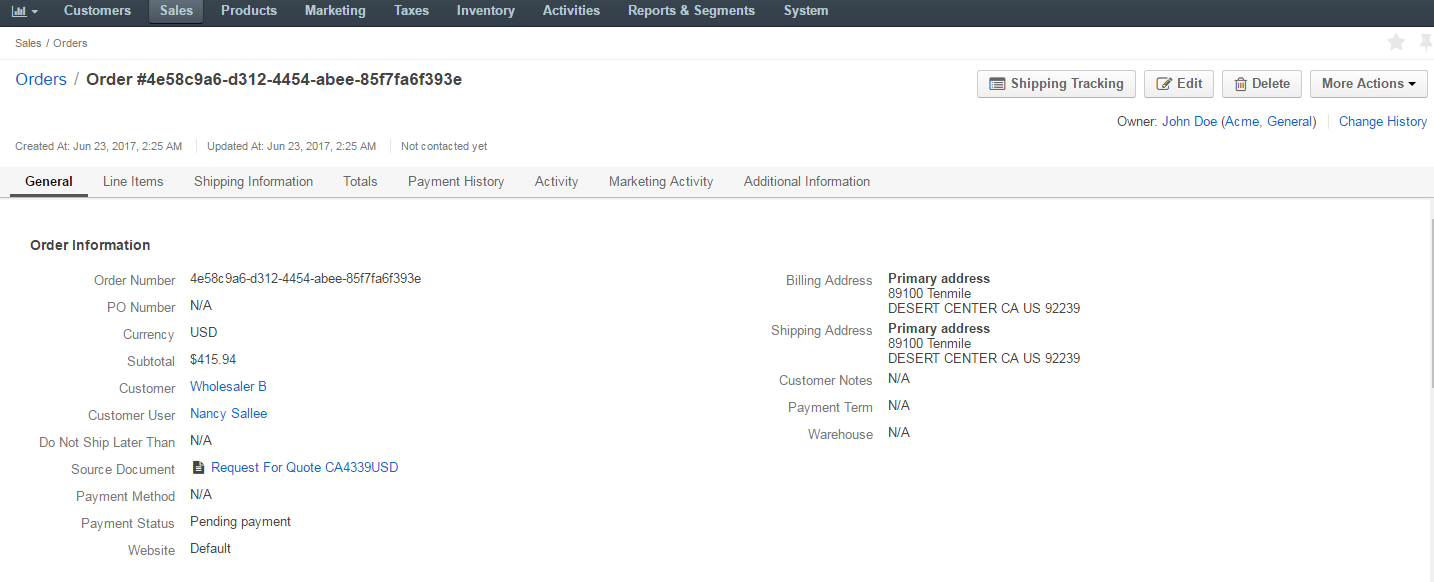 Customers Sales Products Marketing Taxes Inventory Activities Reports & Segments System
Sales / Orders
Orders / Order #4e58c9a6-d312-4454-abee-85f7fa6f393e
Shipping Tracking Edit Delete More Actions
Owner: John Doe (Acme, General) Change History
Created At: Jun 23, 2017, 2:25 AM Updated At: Jun 23, 2017, 2:25 AM Not contacted yet
General Line Items Shipping Information Totals Payment History Activity Marketing Activity Additional Information
Order Information
Order Number 4e58c9a6-d312-4454-abee-85f7fa6f393e
PO Number N/A
Currency USD
Subtotal $415.94
Customer Wholesaler B
Customer User Nancy Sallee
Do Not Ship Later Than N/A
Source Document Request For Quote CA4339USD
Payment Method N/A
Payment Status Pending payment
Website Default
Billing Address Primary address
89100 Tenmile
DESERT CENTER CA US 92239
Shipping Address Primary address
89100 Tenmile
DESERT CENTER CA US 92239
Customer Notes N/A
Payment Term N/A
Warehouse N/A